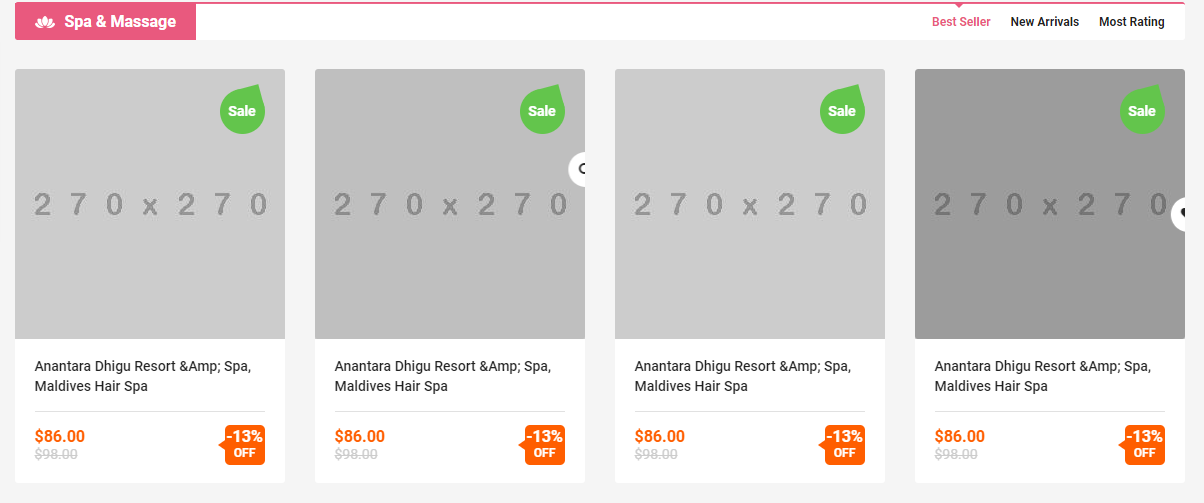 Spa & Massage
Best Seller New Arrivals Most Rating
Sale
270x270
Anantara Dhigu Resort &Amp; Spa,
Maldives Hair Spa
$86.00
$98.00
-13%
OFF
Sale
270x270
Anantara Dhigu Resort &Amp; Spa,
Maldives Hair Spa
$86.00
$98.00
-13%
OFF
Sale
270x270
Anantara Dhigu Resort &Amp; Spa,
Maldives Hair Spa
$86.00
$98.00
-13%
OFF
Sale
270x270
Anantara Dhigu Resort &Amp; Spa,
Maldives Hair Spa
$86.00
$98.00
-13%
OFF